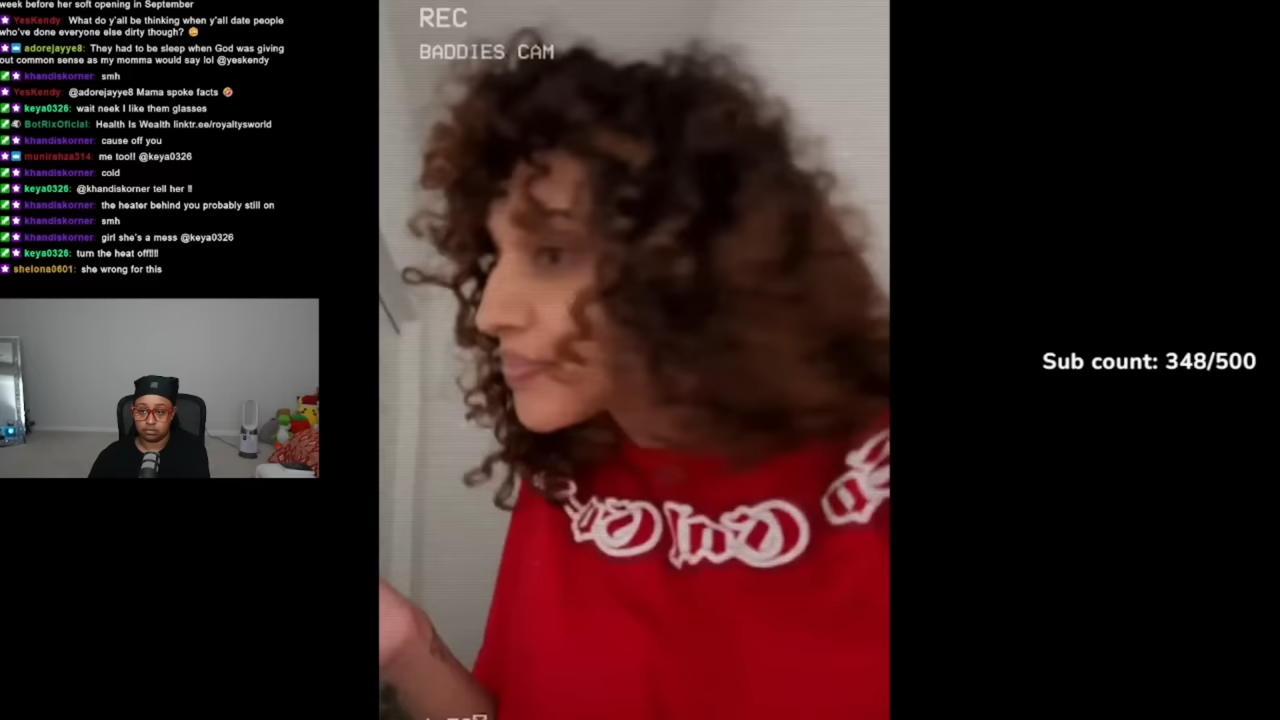 week before her soft opening in September
YesKendy: What do y'all be thinking when y'all date people
who've done everyone else dirty though?
adorejayye8: They had to be sleep when God was giving
out common sense as my momma would say lol @yeskendy
khandiskorner: smh
YesKendy: @adorejayye8 Mama spoke facts
keya0326: wait neek I like them glasses
BotRixOficial: Health Is Wealth linktr.ee/royaltysworld
khandiskorner: cause off you
munirahza314: me too!! @keya0326
khandiskorner: cold
keya0326: @khandiskorner tell her !!
khandiskorner: the heater behind you probably still on
khandiskorner: smh
khandiskorner: girl she's a mess @keya0326
keya0326: turn the heat off!!!!
shelona0601: she wrong for this
REC
BADDIES CAM
Sub count: 348/500